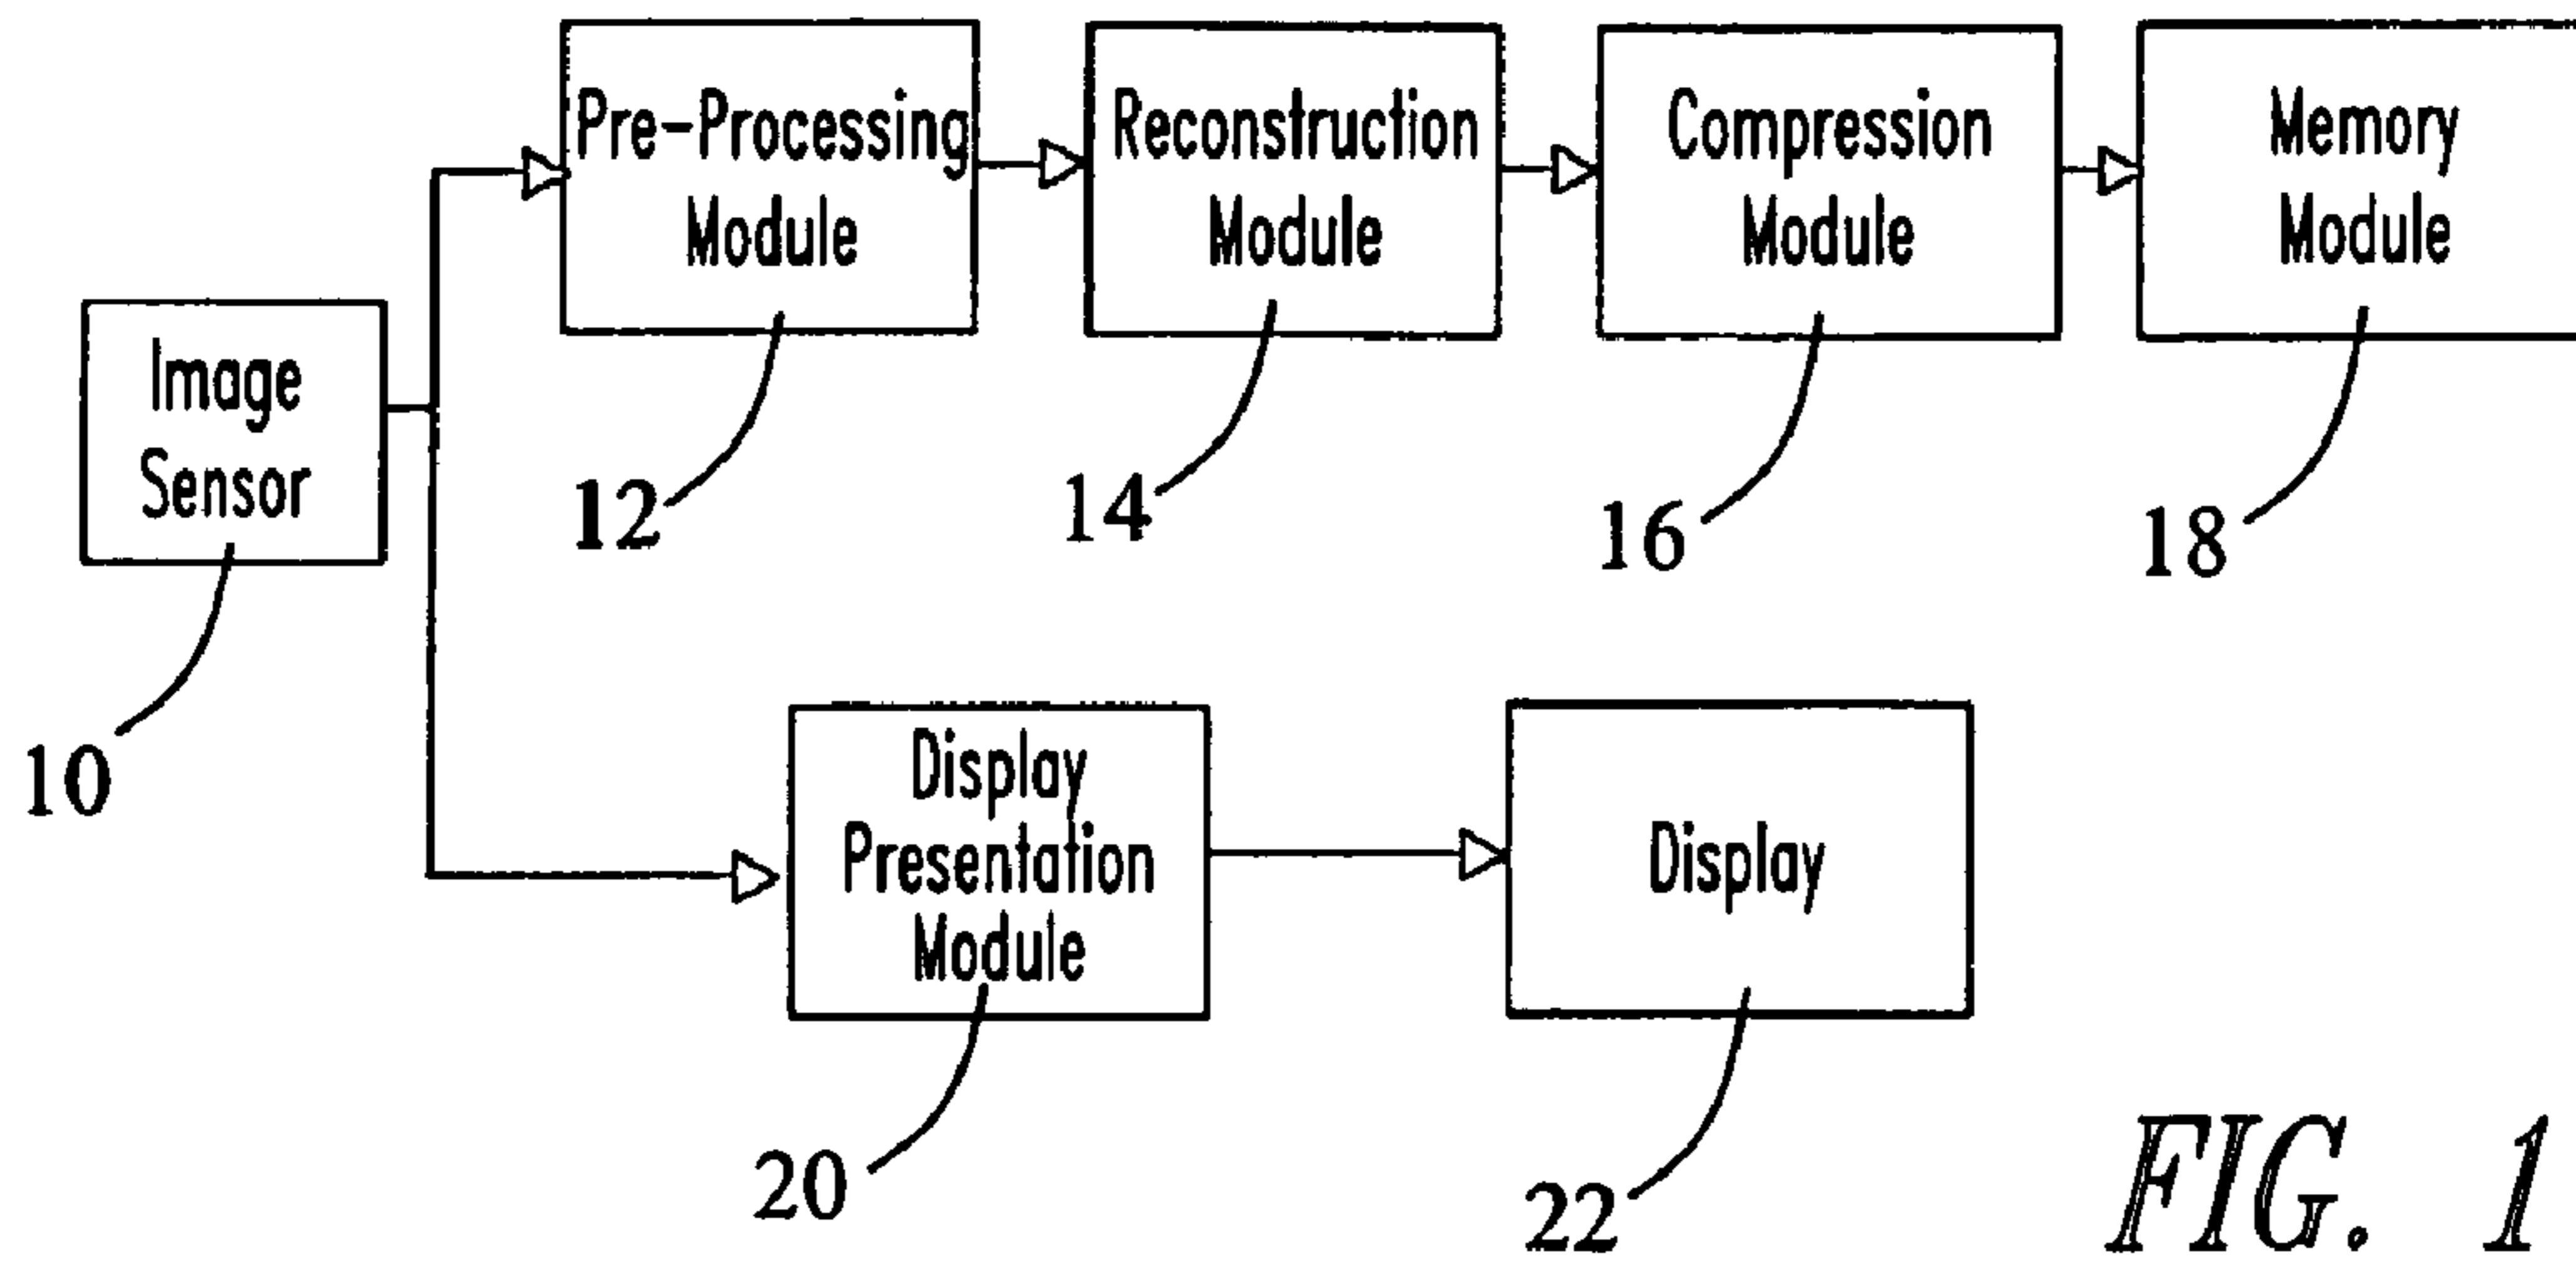 Pre-Processing
Module
Reconstruction
Module
Compression
Module
Memory
Module
Image
Sensor
12
14
16
18
10
Display
Presentation
Module
Display
20
22
FIG. 1